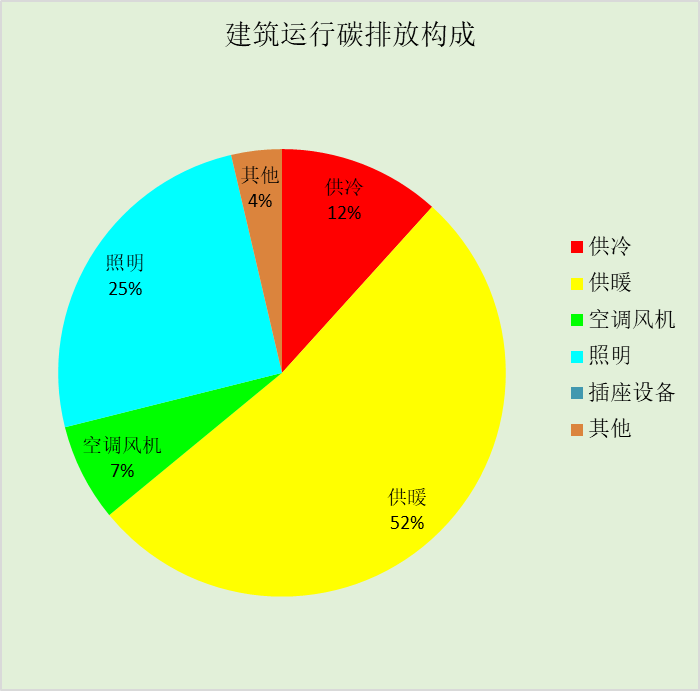 建筑运行碳排放构成
其他
4%
供冷
12%
照明
25%
空调风机
7%
供暖
52%
供冷
供暖
空调风机
照明
插座设备
其他